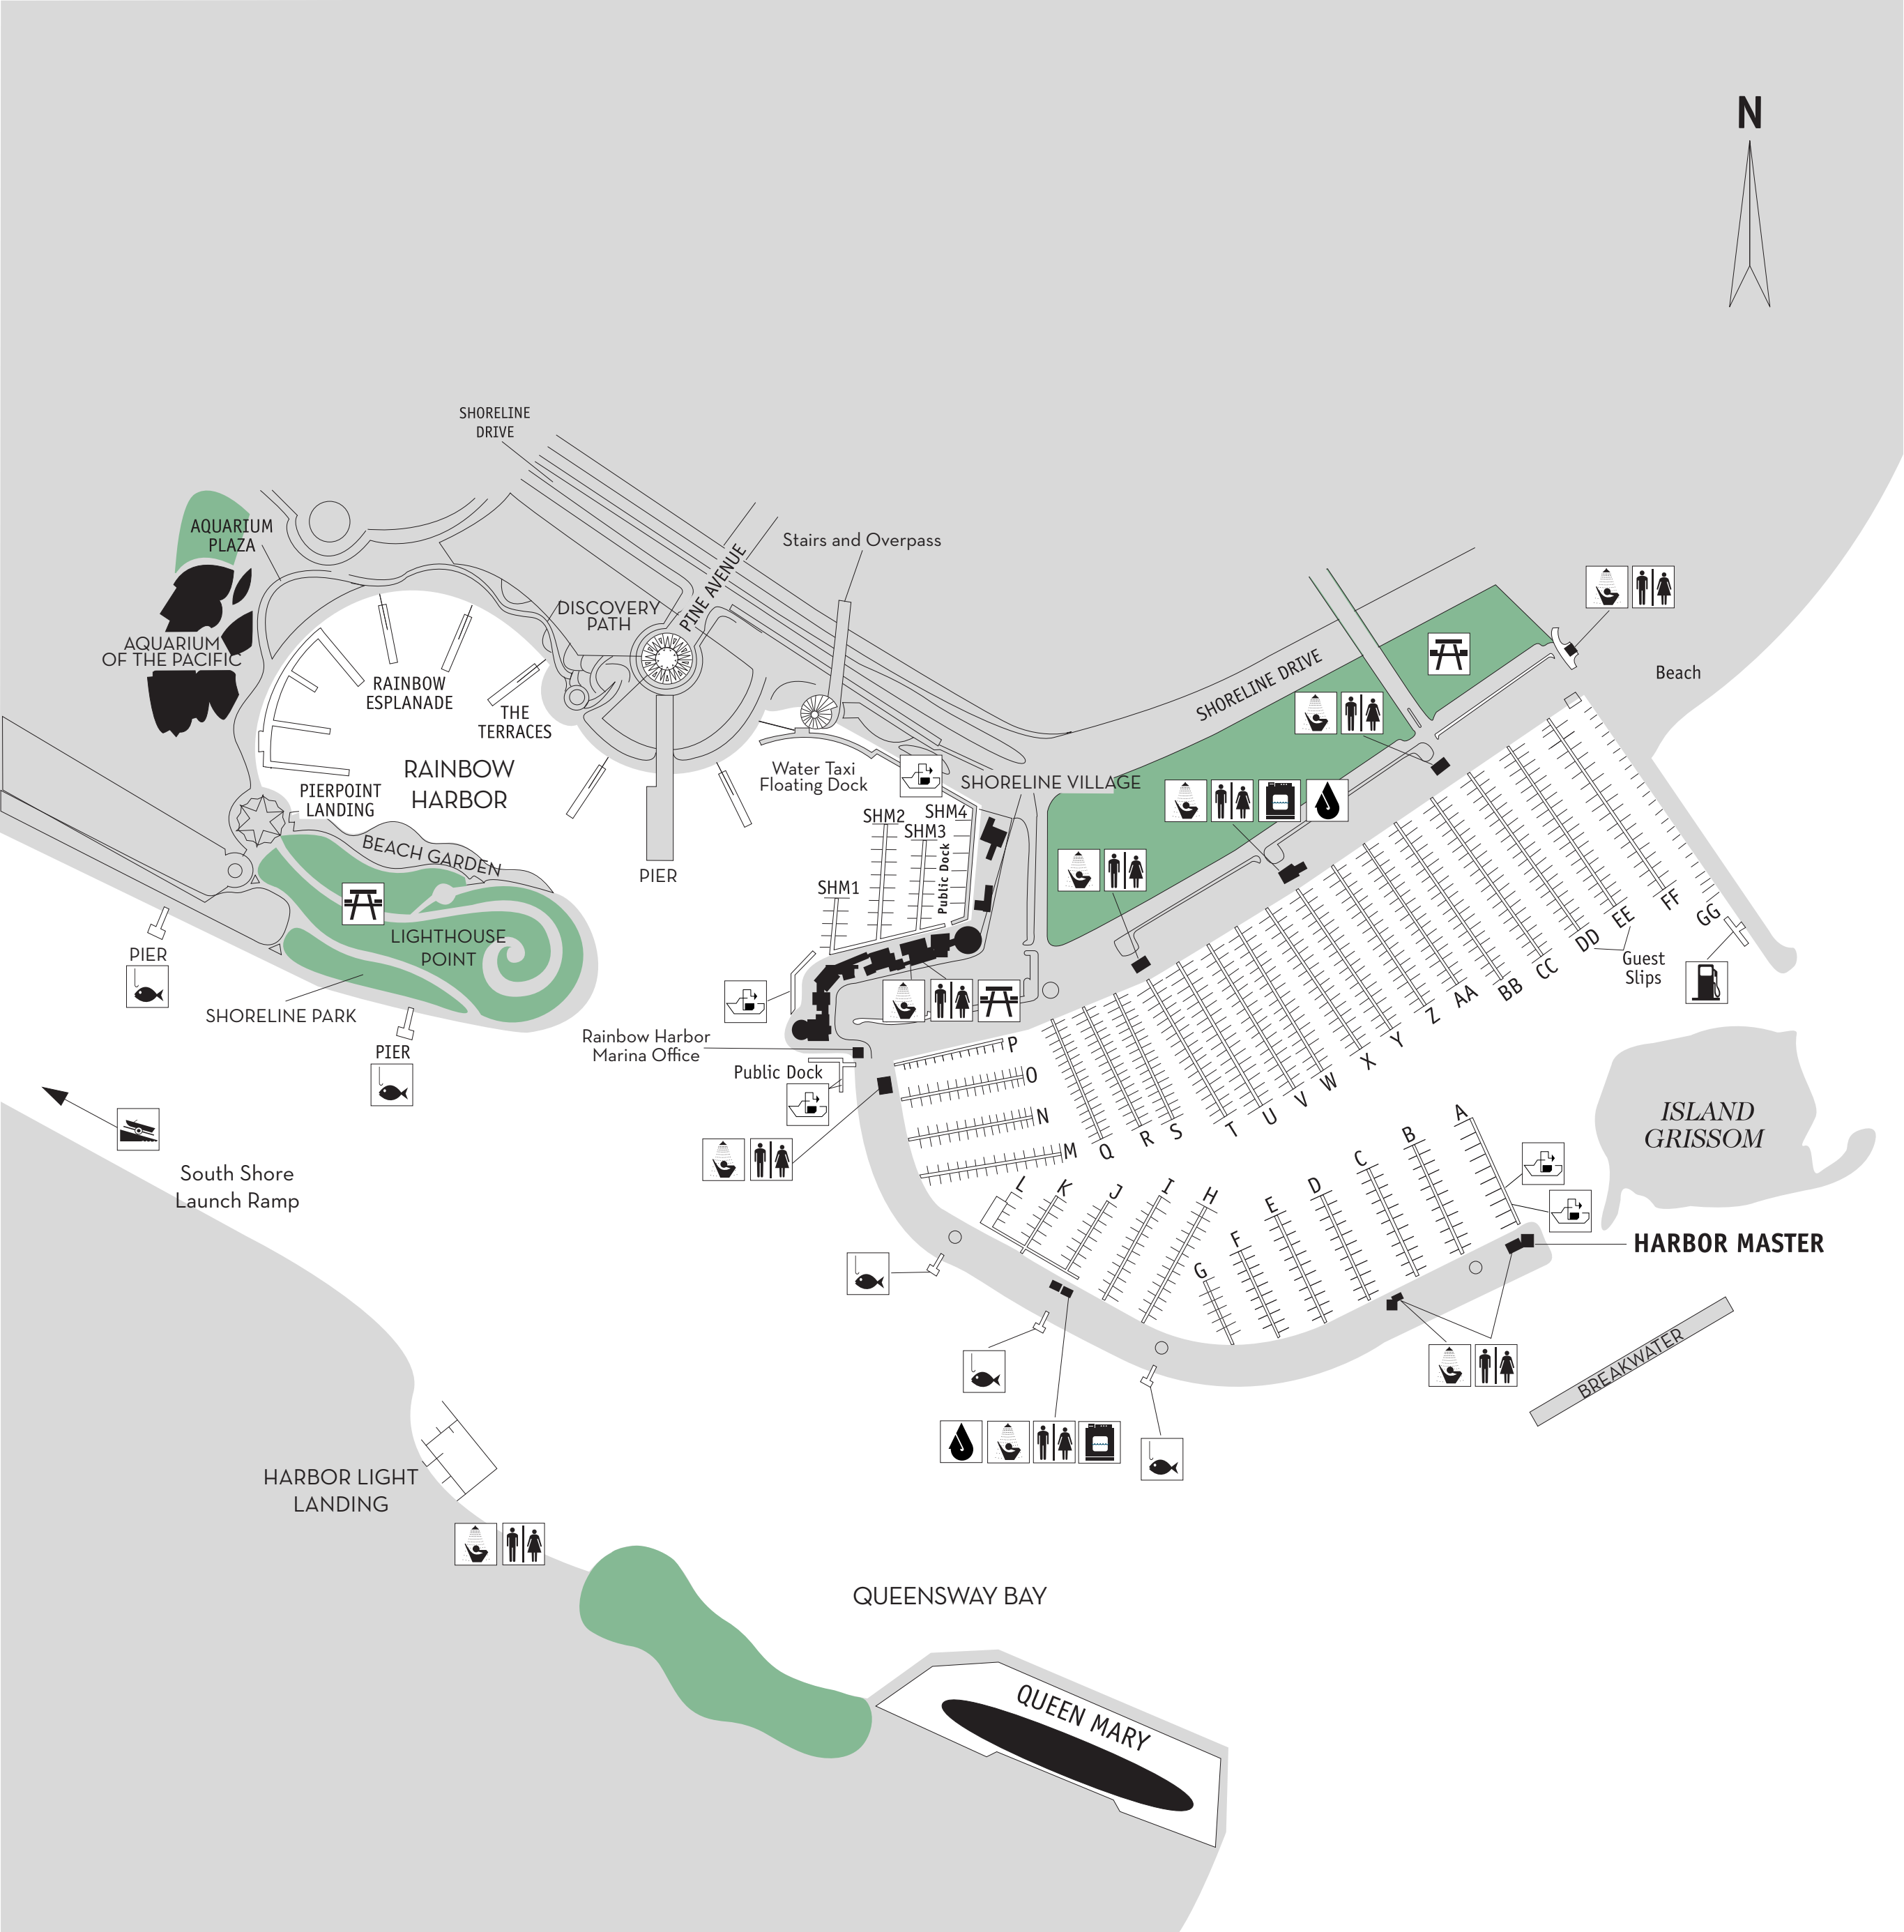 N
SHORELINE
DRIVE
AQUARIUM
PLAZA
PINE AVENUE
Stairs and Overpass
DISCOVERY
PATH
AQUARIUM
OF THE PACIFIC
SHORELINE DRIVE
Beach
RAINBOW
ESPLANADE
THE
TERRACES
RAINBOW
HARBOR
PIERPOINT
LANDING
Water Taxi
Floating Dock
SHORELINE VILLAGE
BEACH GARDEN
PIER
SHM2
SHM4
SHM3
SHM1
Public Dock
LIGHTHOUSE
POINT
PIER
SHORELINE PARK
PIER
GG
FF
EE
DD
Guest
Slips
CC
BB
AA
Z
Y
X
W
V
U
T
S
R
Q
P
O
N
M
Rainbow Harbor
Marina Office
Public Dock
ISLAND
GRISSOM
South Shore
Launch Ramp
A
B
C
D
E
F
G
H
I
J
K
L
HARBOR MASTER
BREAKWATER
HARBOR LIGHT
LANDING
QUEENSWAY BAY
QUEEN MARY